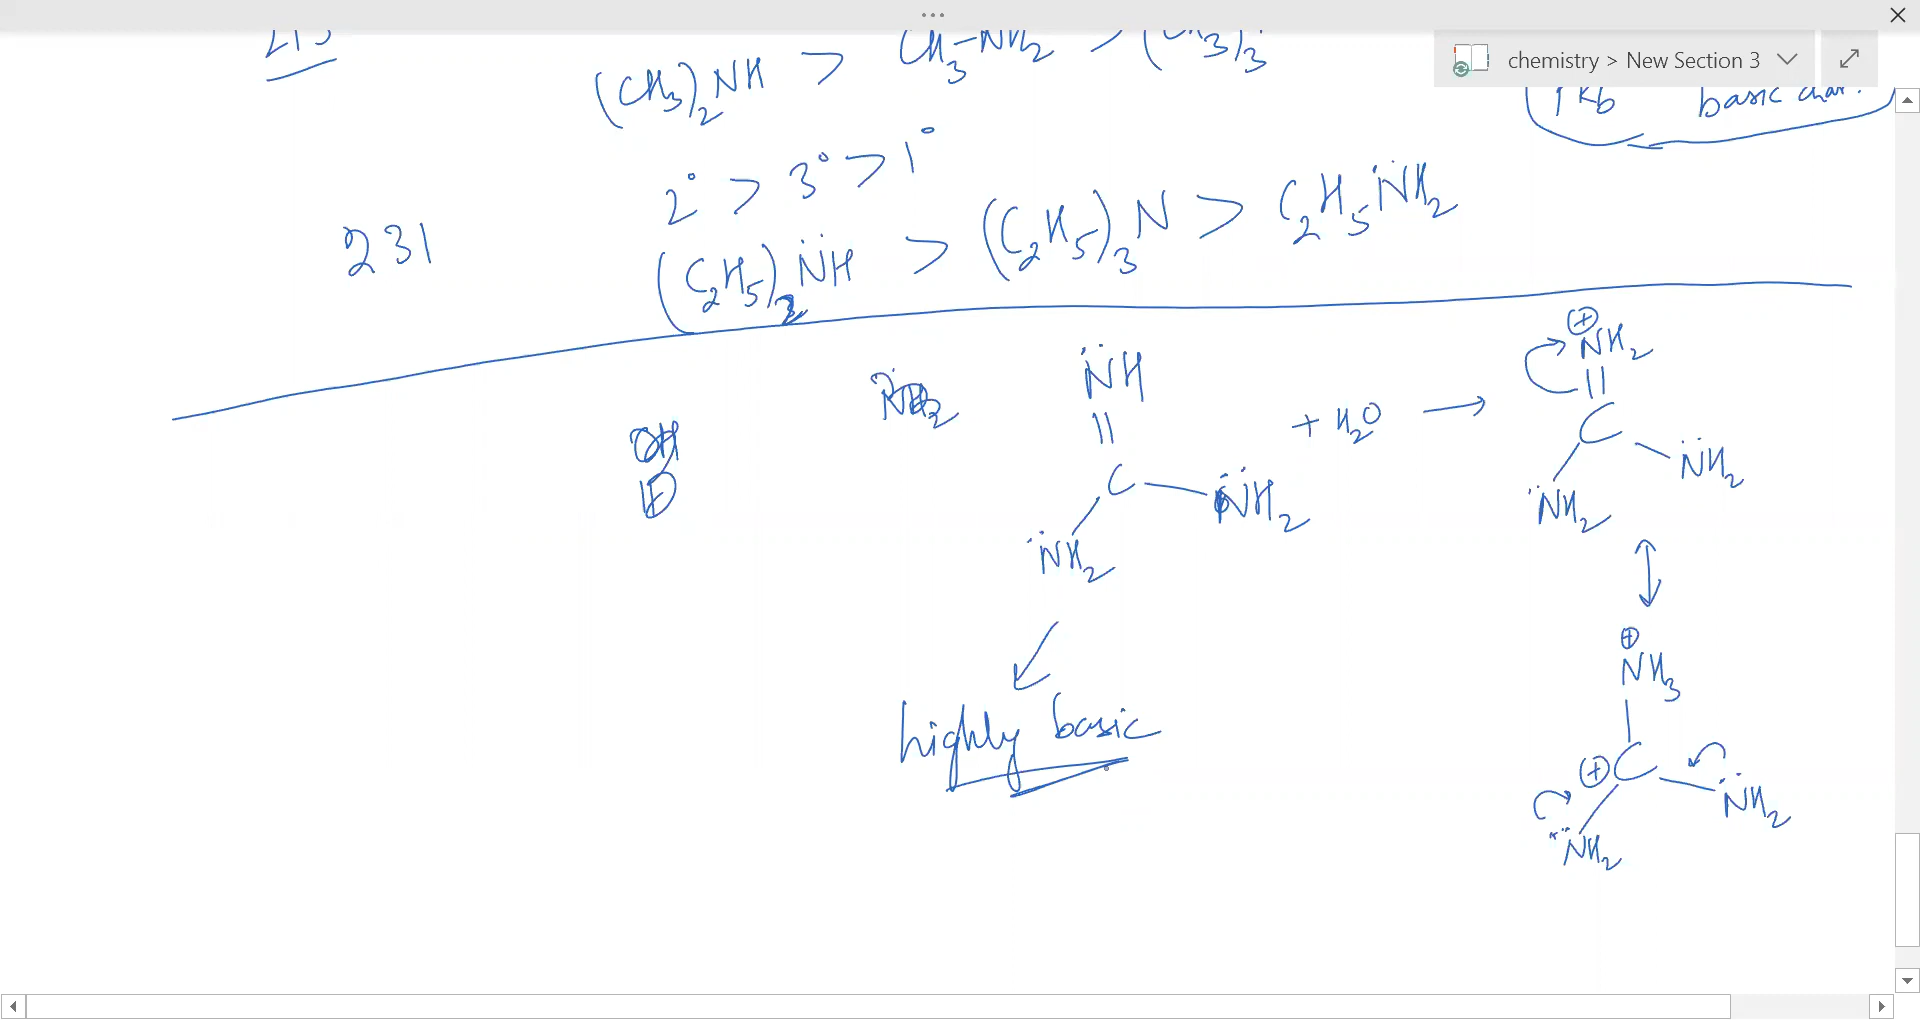 213
(CH3)2NH > CH3-NH2 > (CH3)3
chemistry > New Section 3
↑ Kb basic char.
2° > 3° > 1°
231
(C2H5)2NH > (C2H5)3N > C2H5NH2
NH
||
C
NH2
NH2
+ H2O →
⊕
NH2
||
C
NH2
NH2
↕
⊕
NH3
|
⊕C
NH2
NH2
highly basic